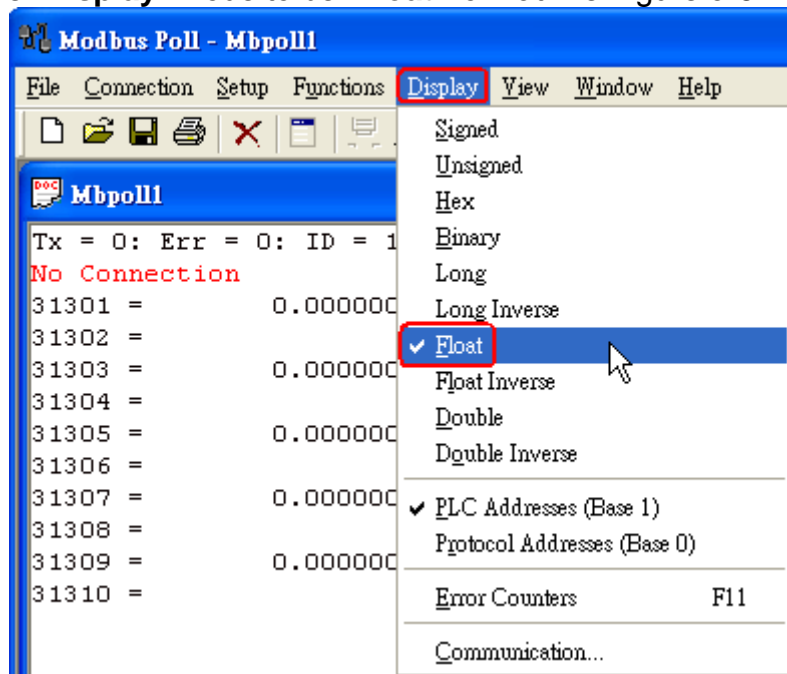 Modbus Poll - Mbpoll1
File Connection Setup Functions Display View Window Help
Mbpoll1
Tx = 0: Err = 0: ID = 1
No Connection
31301 = 0.000000
31302 =
31303 = 0.000000
31304 =
31305 = 0.000000
31306 =
31307 = 0.000000
31308 =
31309 = 0.000000
31310 =
Signed
Unsigned
Hex
Binary
Long
Long Inverse
Float
Float Inverse
Double
Double Inverse
PLC Addresses (Base 1)
Protocol Addresses (Base 0)
Error Counters F11
Communication...